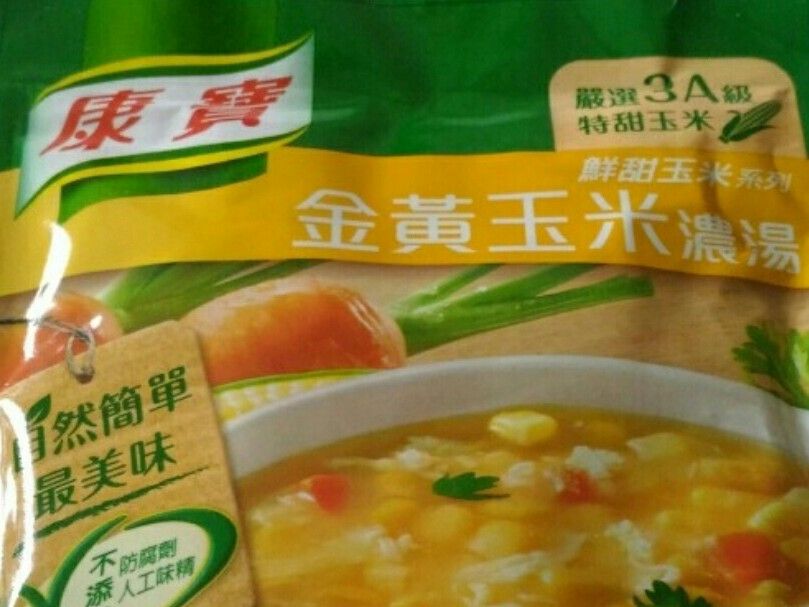 康寶
嚴選3A級
特甜玉米
鮮甜玉米系列
金黃玉米濃湯
自然簡單
最美味
不添
防腐劑
人工味精